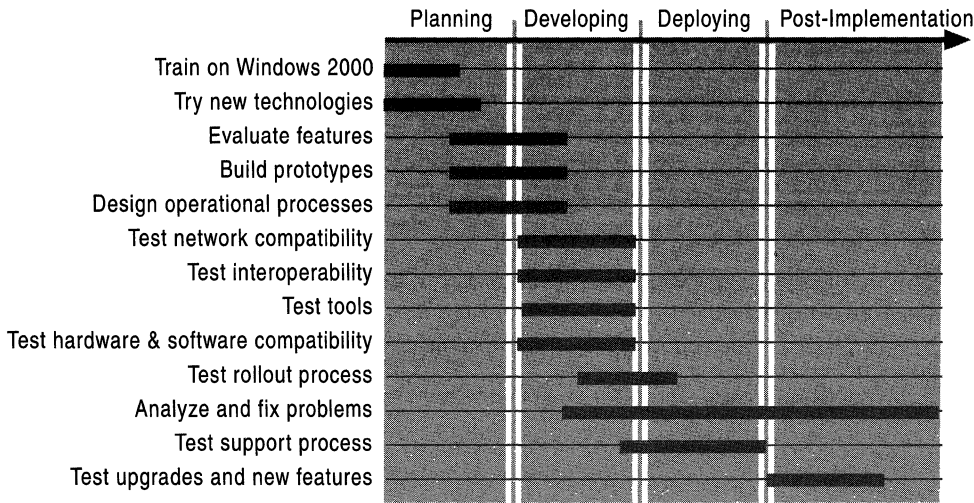 Planning Developing Deploying Post-Implementation
Train on Windows 2000
Try new technologies
Evaluate features
Build prototypes
Design operational processes
Test network compatibility
Test interoperability
Test tools
Test hardware & software compatibility
Test rollout process
Analyze and fix problems
Test support process
Test upgrades and new features